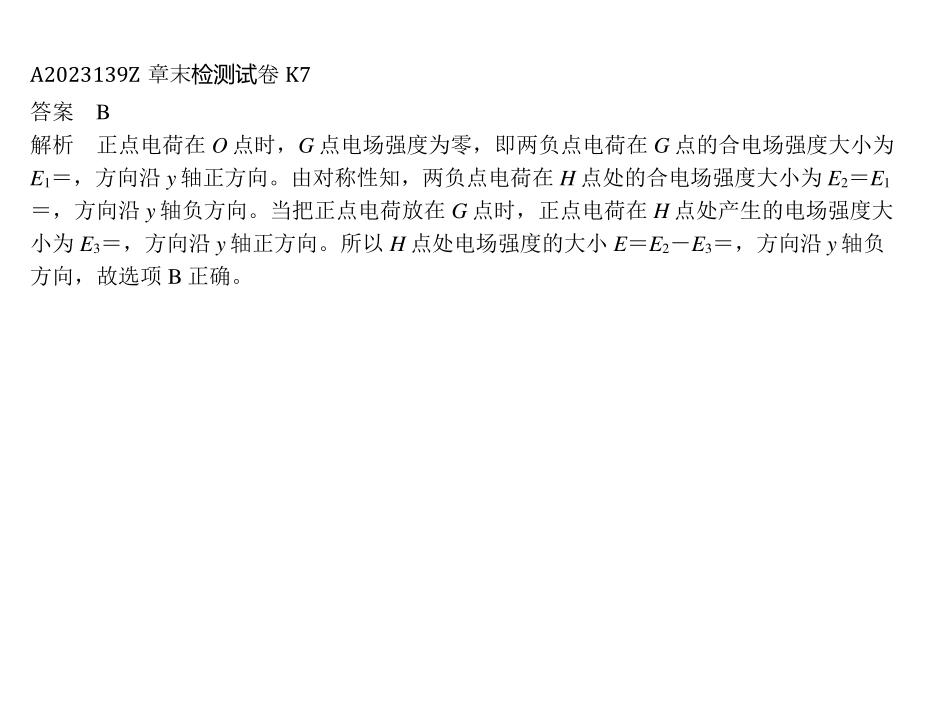 A2023139Z 章末检测试卷 K7
答案　B
解析　正点电荷在 O 点时，G 点电场强度为零，即两负点电荷在 G 点的合电场强度大小为
E₁＝，方向沿 y 轴正方向。由对称性知，两负点电荷在 H 点处的合电场强度大小为 E₂＝E₁
＝，方向沿 y 轴负方向。当把正点电荷放在 G 点时，正点电荷在 H 点处产生的电场强度大
小为 E₃＝，方向沿 y 轴正方向。所以 H 点处电场强度的大小 E＝E₂－E₃＝，方向沿 y 轴负
方向，故选项 B 正确。